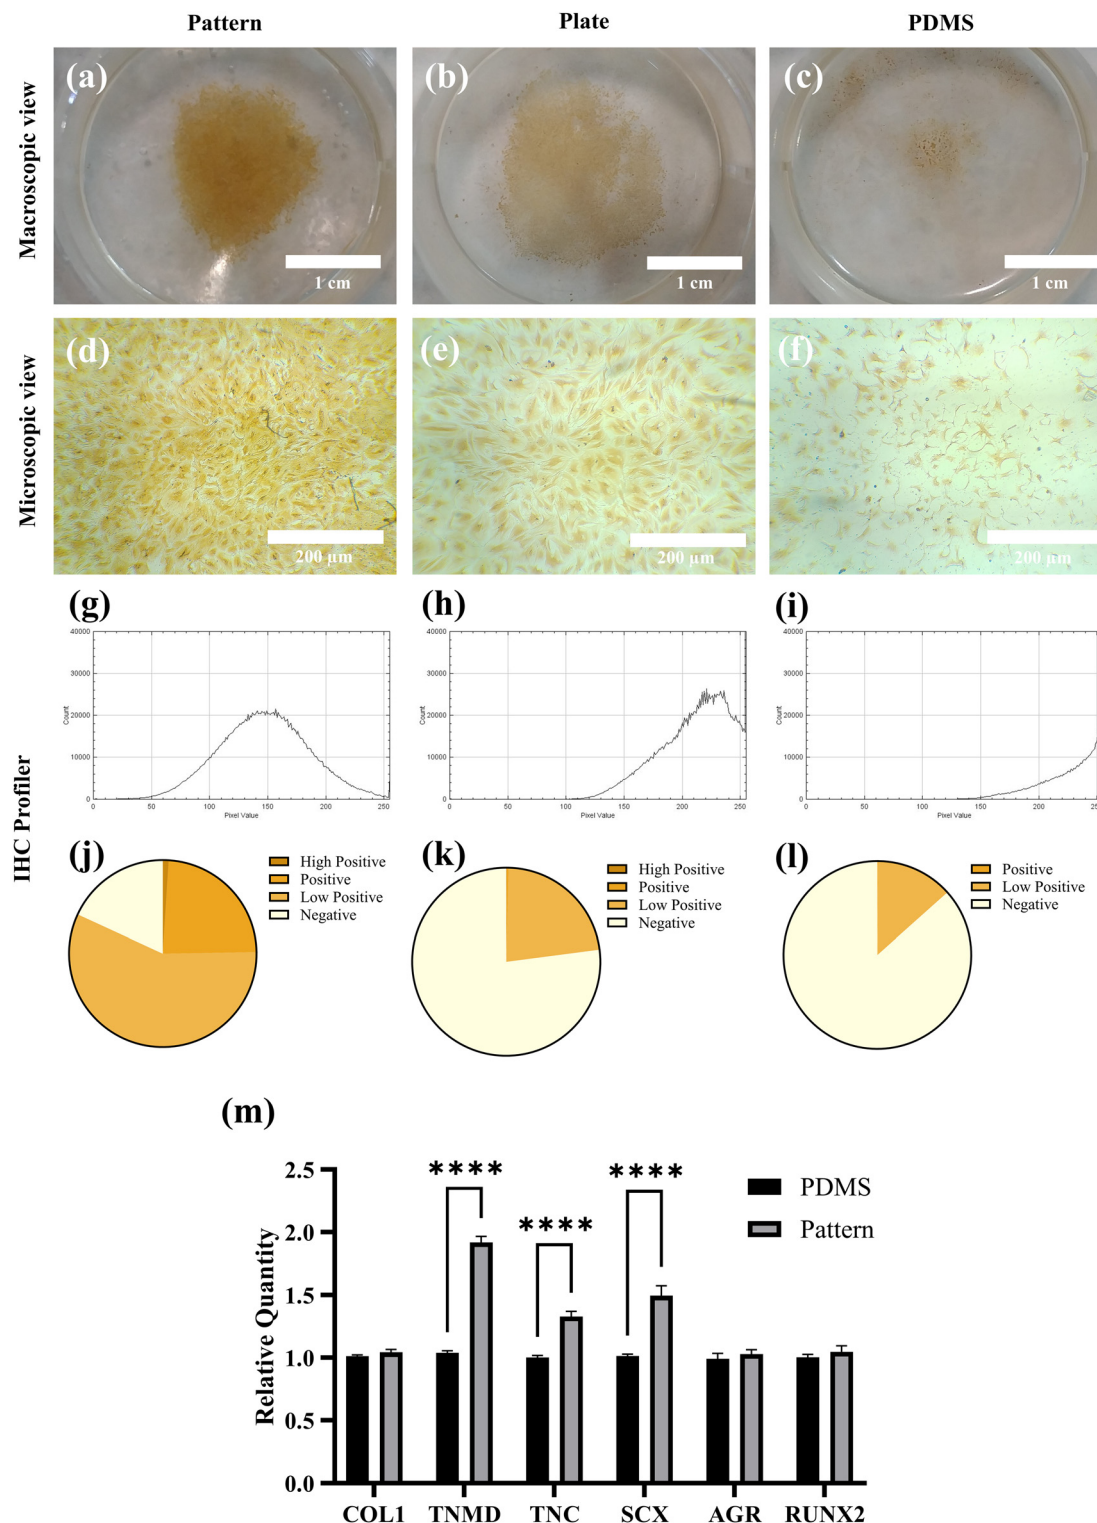 Pattern Plate PDMS
Macroscopic view
(a) (b) (c)
1 cm 1 cm 1 cm
Microscopic view
(d) (e) (f)
200 µm 200 µm 200 µm
IHC Profiler
(g) (h) (i)
40000 40000 40000
30000 30000 30000
Count Count Count
20000 20000 20000
10000 10000 10000
0 0 0
0 50 100 150 200 250 0 50 100 150 200 250 0 50 100 150 200 250
Pixel Value Pixel Value Pixel Value
(j) (k) (l)
High Positive
Positive
Low Positive
Negative
High Positive
Positive
Low Positive
Negative
Positive
Low Positive
Negative
(m)
Relative Quantity
2.5
2.0
1.5
1.0
0.5
0.0
**** **** ****
PDMS
Pattern
COL1 TNMD TNC SCX AGR RUNX2